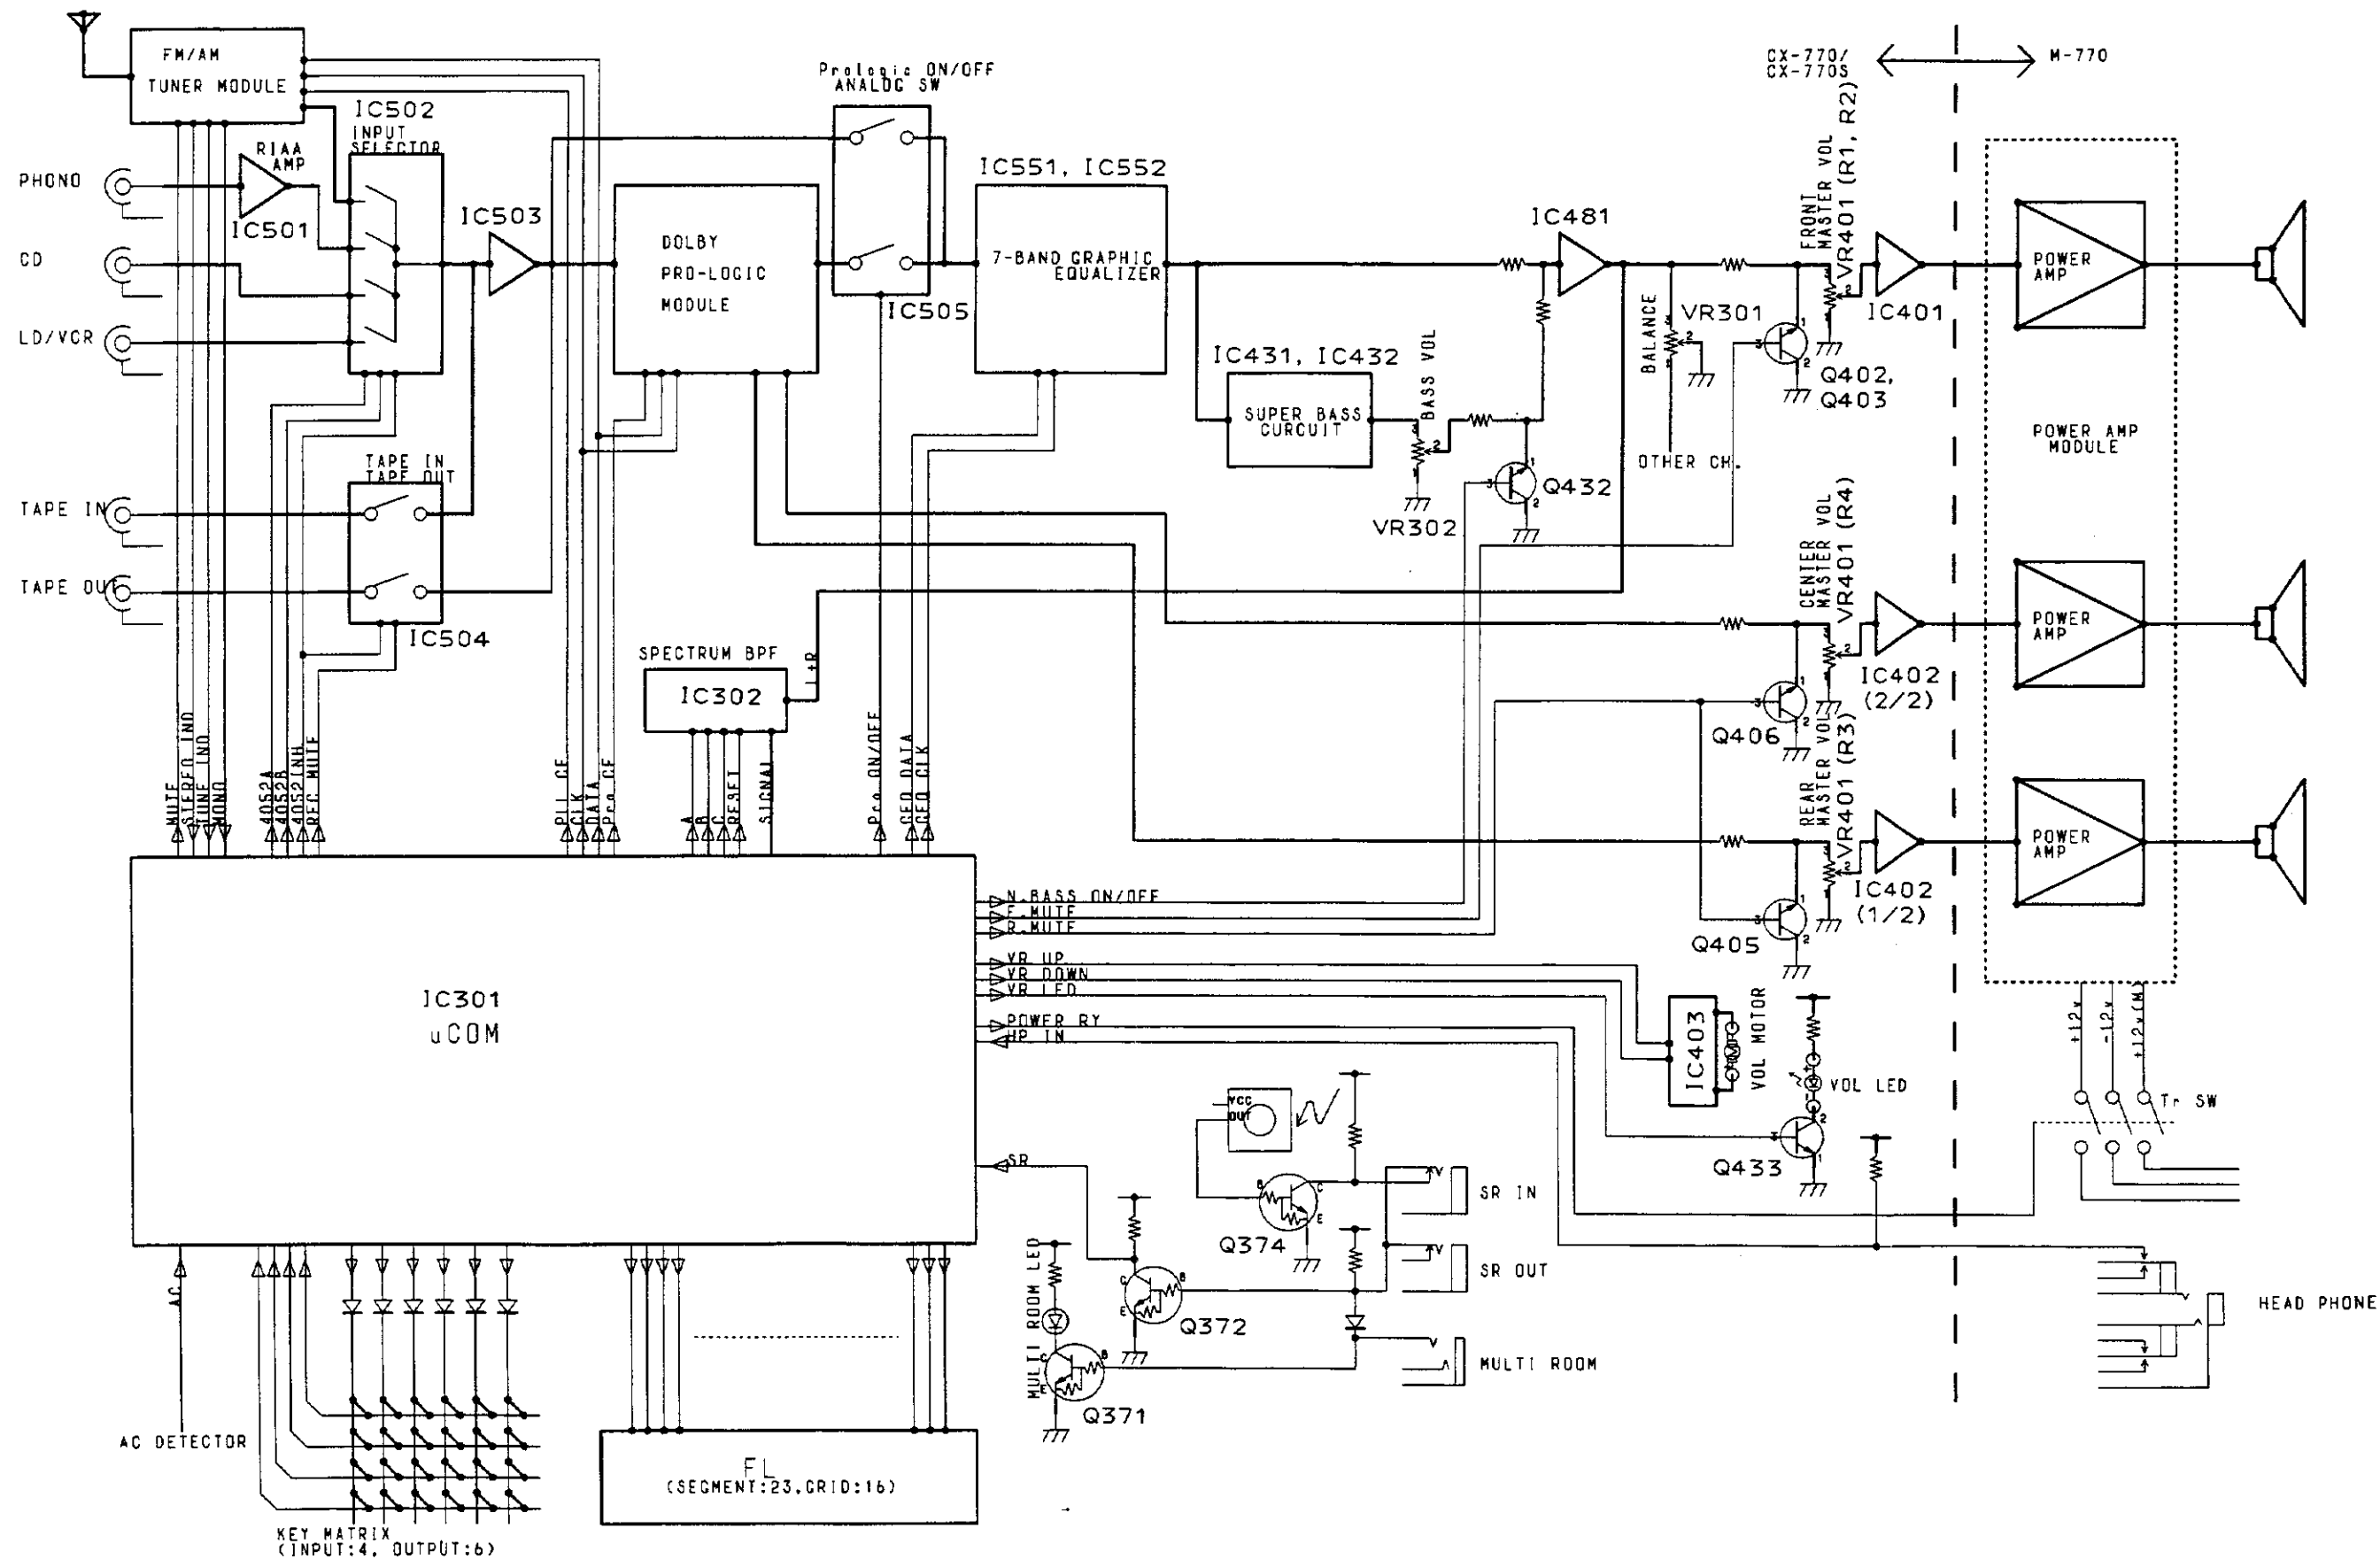 FM/AM
TUNER MODULE
IC502
INPUT
SELECTOR
Prologic ON/OFF
ANALOG SW
CX-770/
CX-770S
M-770
RIAA
AMP
IC501
PHONO
CD
LD/VCR
IC503
DOLBY
PRO-LOGIC
MODULE
IC505
IC551, IC552
7-BAND GRAPHIC
EQUALIZER
IC481
FRONT
MASTER VOL
VR401 (R1, R2)
IC401
POWER
AMP
IC431, IC432
SUPER BASS
CURCUIT
BASS VOL
VR302
BALANCE
VR301
OTHER CH.
Q402,
Q403
Q432
POWER AMP
MODULE
TAPE IN
TAPE OUT
TAPE IN
TAPE OUT
IC504
CENTER
MASTER VOL
VR401 (R4)
IC402
(2/2)
POWER
AMP
Q406
SPECTRUM BPF
IC302
L+R
REAR
MASTER VOL
VR401 (R3)
IC402
(1/2)
POWER
AMP
Q405
MUTE
STEREO IND
TUNE IND
MONO
4052A
4052B
4052INH
REC MUTE
PLL CE
CLK
DATA
Pro CE
A
B
C
RESET
SIGNAL
Pro ON/OFF
GEQ DATA
GEQ CLK
IC301
uCOM
N.BASS ON/OFF
F.MUTE
R.MUTE
VR UP
VR DOWN
VR LED
POWER RY
HP IN
SR
IC403
VOL MOTOR
VOL LED
Q433
+12v
-12v
+12v(M)
Tr SW
VCC
OUT
Q374
SR IN
SR OUT
Q372
MULTI ROOM LED
Q371
MULTI ROOM
HEAD PHONE
AC
AC DETECTOR
KEY MATRIX
(INPUT:4, OUTPUT:6)
FL
(SEGMENT:23,GRID:16)